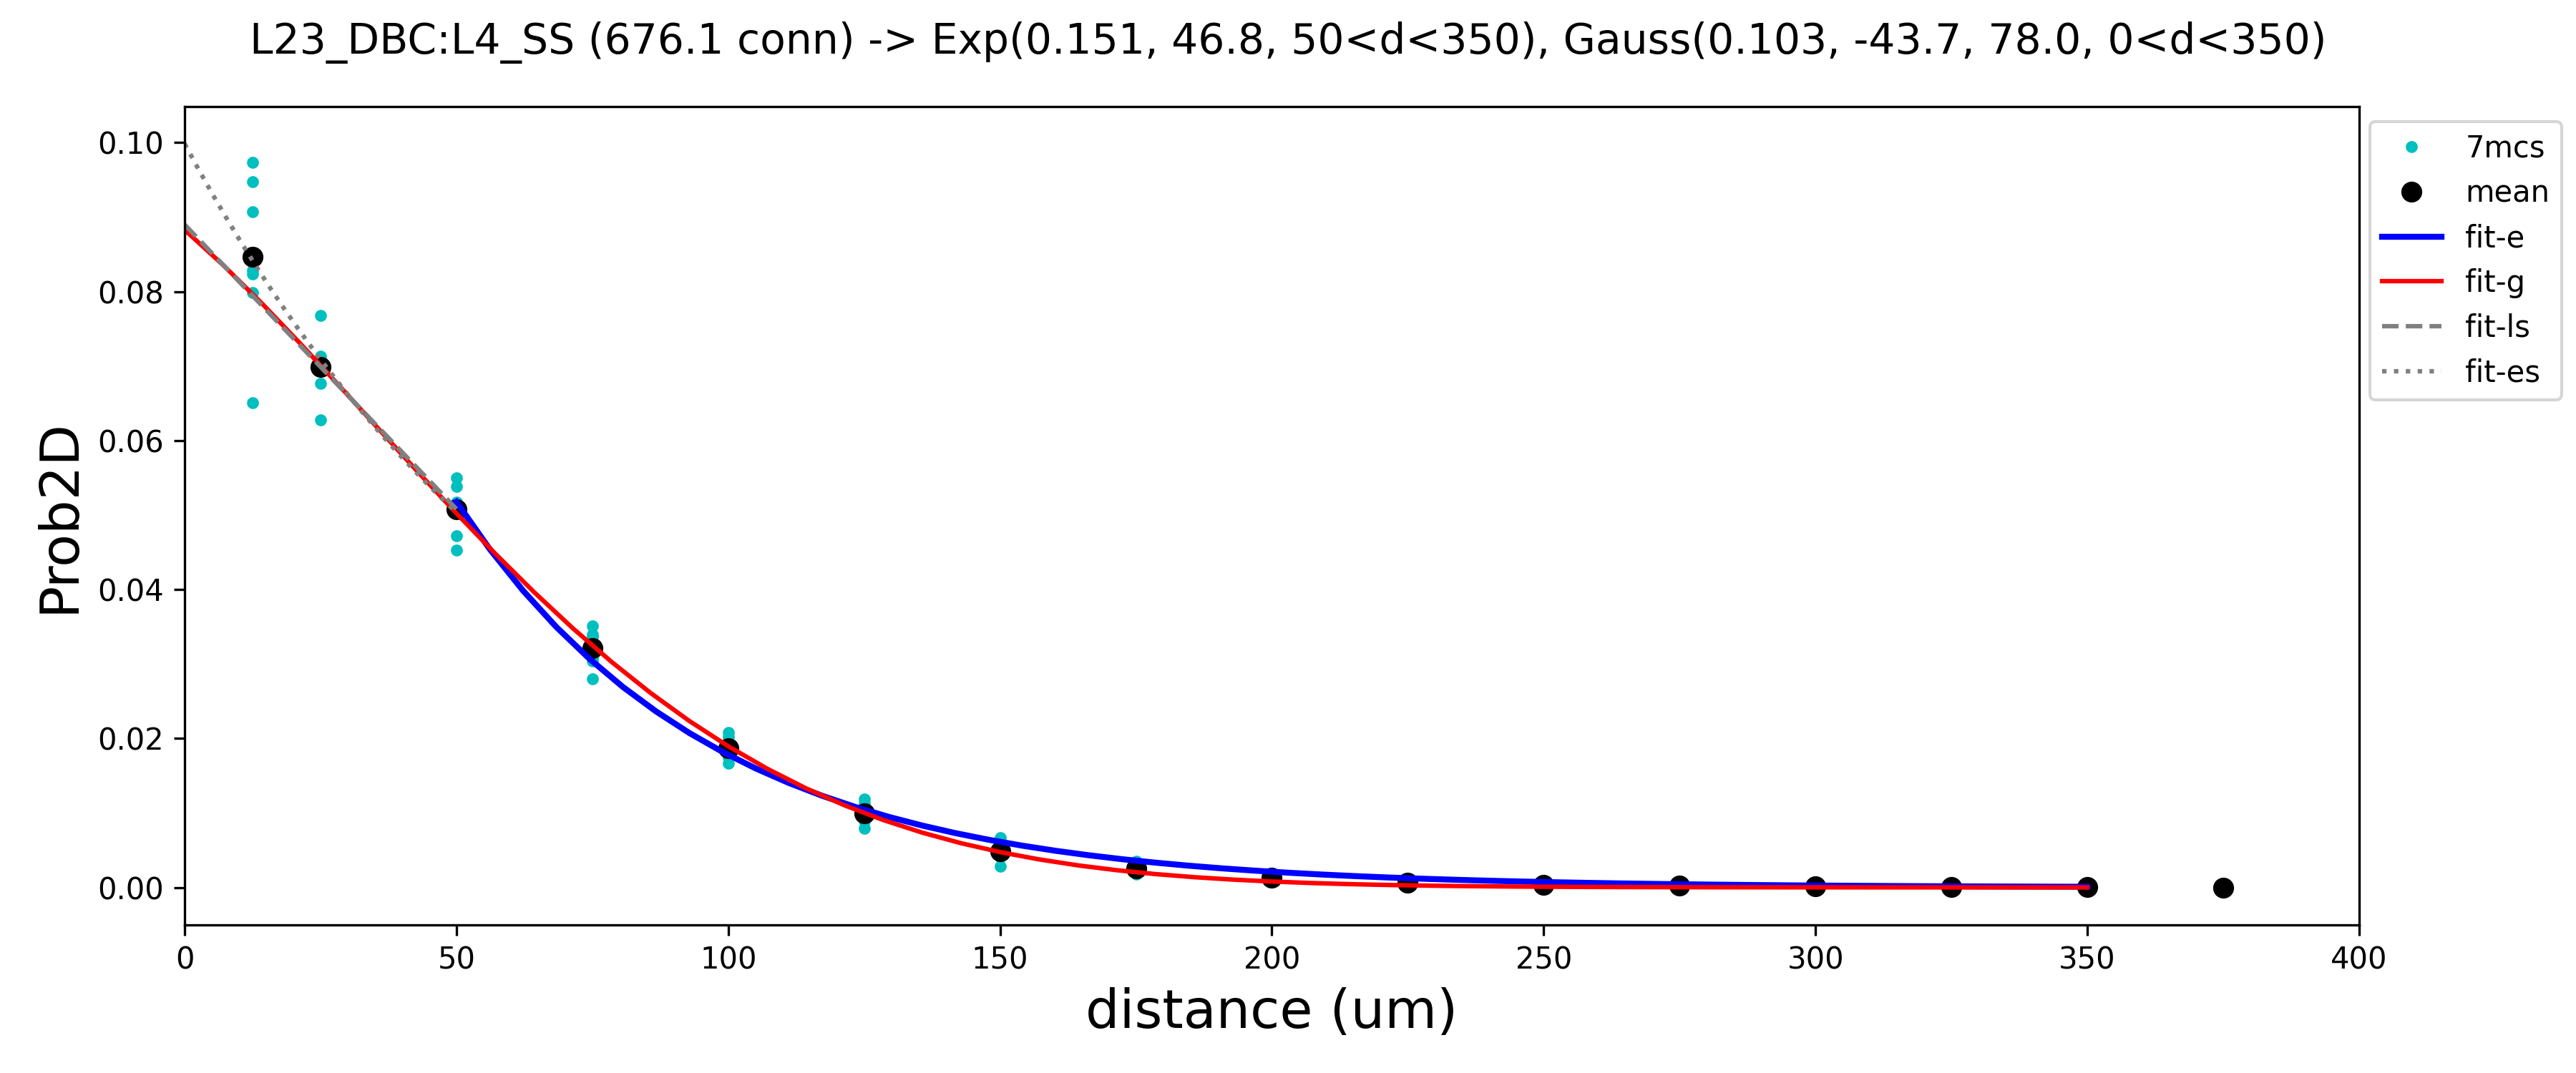 L23_DBC:L4_SS (676.1 conn) -> Exp(0.151, 46.8, 50<d<350), Gauss(0.103, -43.7, 78.0, 0<d<350)
0.10
0.08
0.06
0.04
0.02
0.00
Prob2D
0 50 100 150 200 250 300 350 400
distance (um)
7mcs
mean
fit-e
fit-g
fit-ls
fit-es